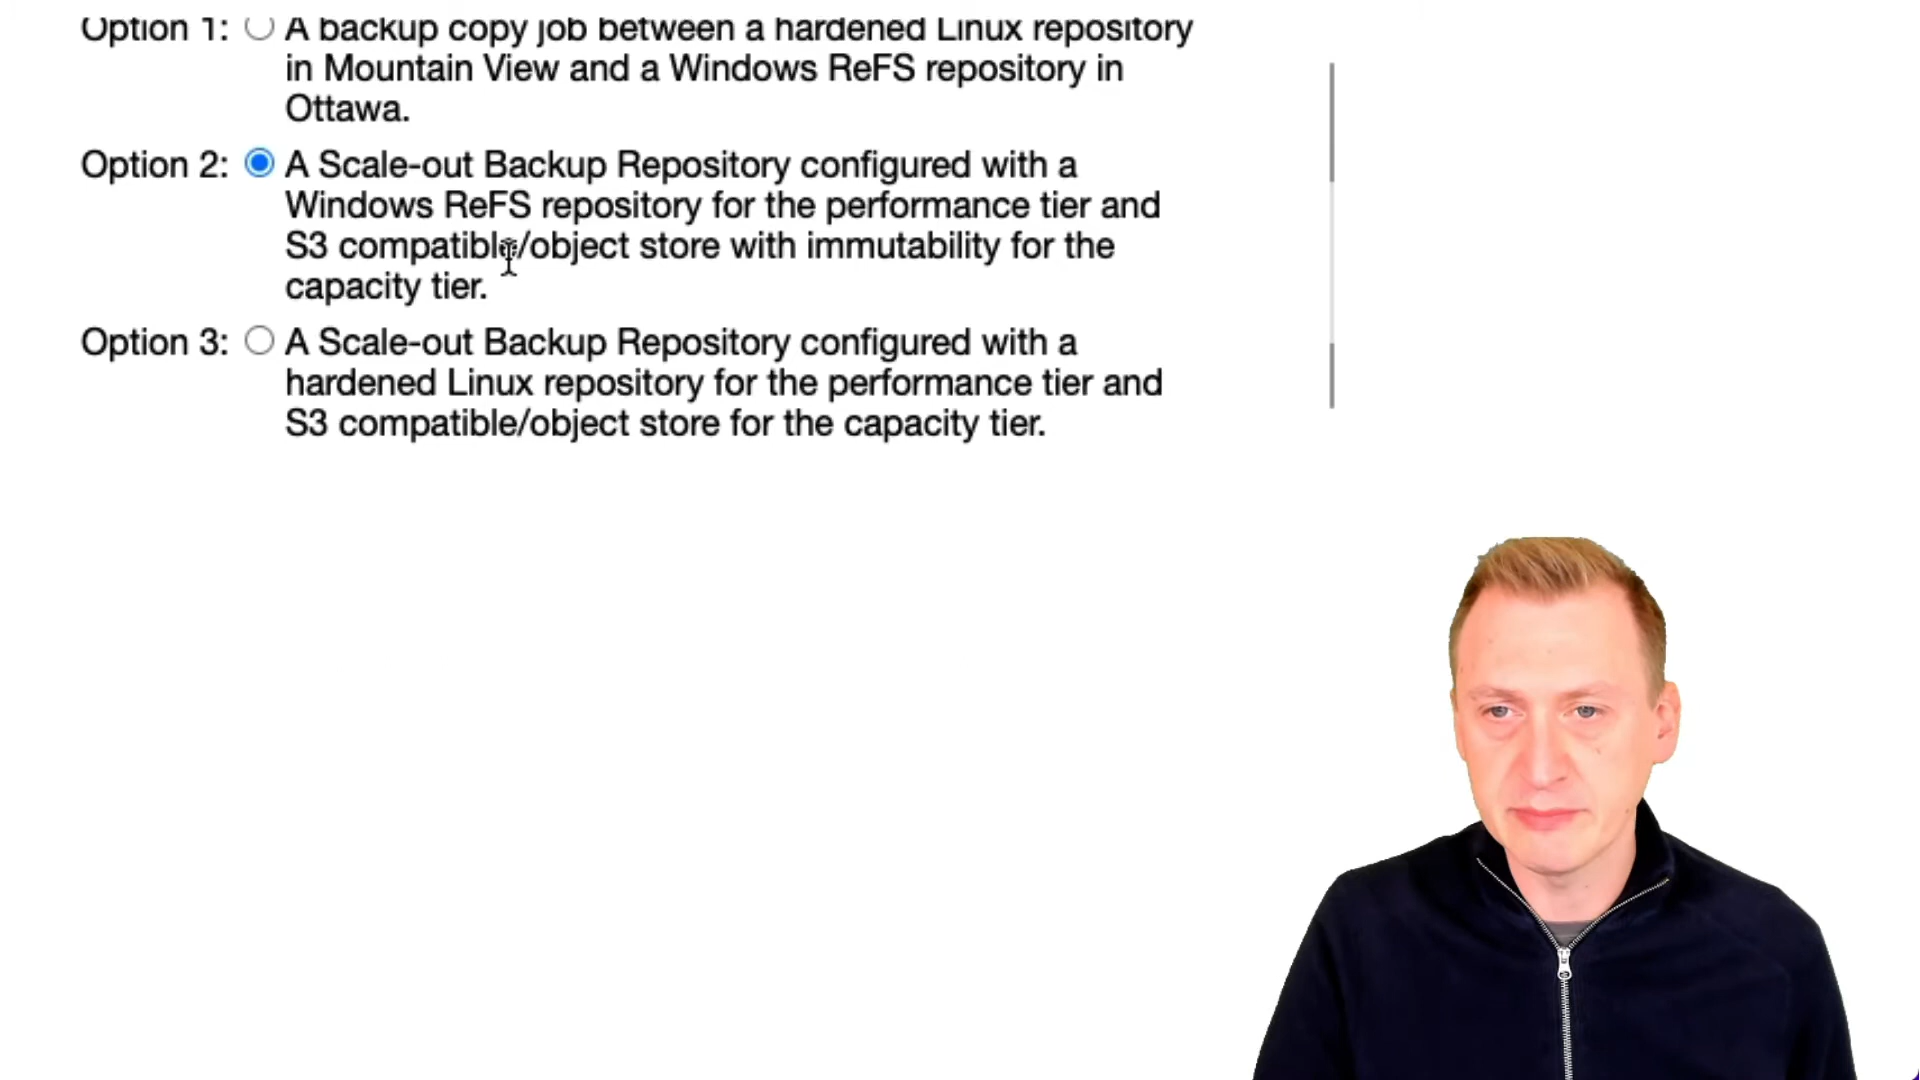 Option 1: A backup copy job between a hardened Linux repository
in Mountain View and a Windows ReFS repository in
Ottawa.
Option 2: A Scale-out Backup Repository configured with a
Windows ReFS repository for the performance tier and
S3 compatible/object store with immutability for the
capacity tier.
Option 3: A Scale-out Backup Repository configured with a
hardened Linux repository for the performance tier and
S3 compatible/object store for the capacity tier.